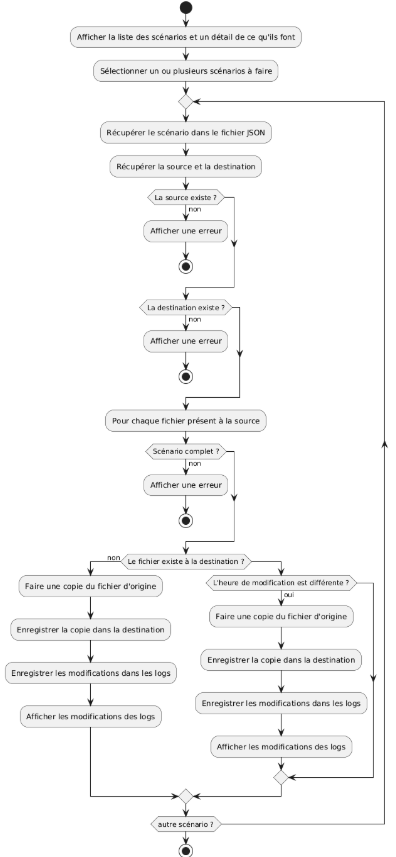 Afficher la liste des scénarios et un détail de ce qu'ils font
Sélectionner un ou plusieurs scénarios à faire
Récupérer le scénario dans le fichier JSON
Récupérer la source et la destination
La source existe ?
non
Afficher une erreur
La destination existe ?
non
Afficher une erreur
Pour chaque fichier présent à la source
Scénario complet ?
non
Afficher une erreur
non
Le fichier existe à la destination ?
Faire une copie du fichier d'origine
Enregistrer la copie dans la destination
Enregistrer les modifications dans les logs
Afficher les modifications des logs
L'heure de modification est différente ?
oui
Faire une copie du fichier d'origine
Enregistrer la copie dans la destination
Enregistrer les modifications dans les logs
Afficher les modifications des logs
autre scénario ?